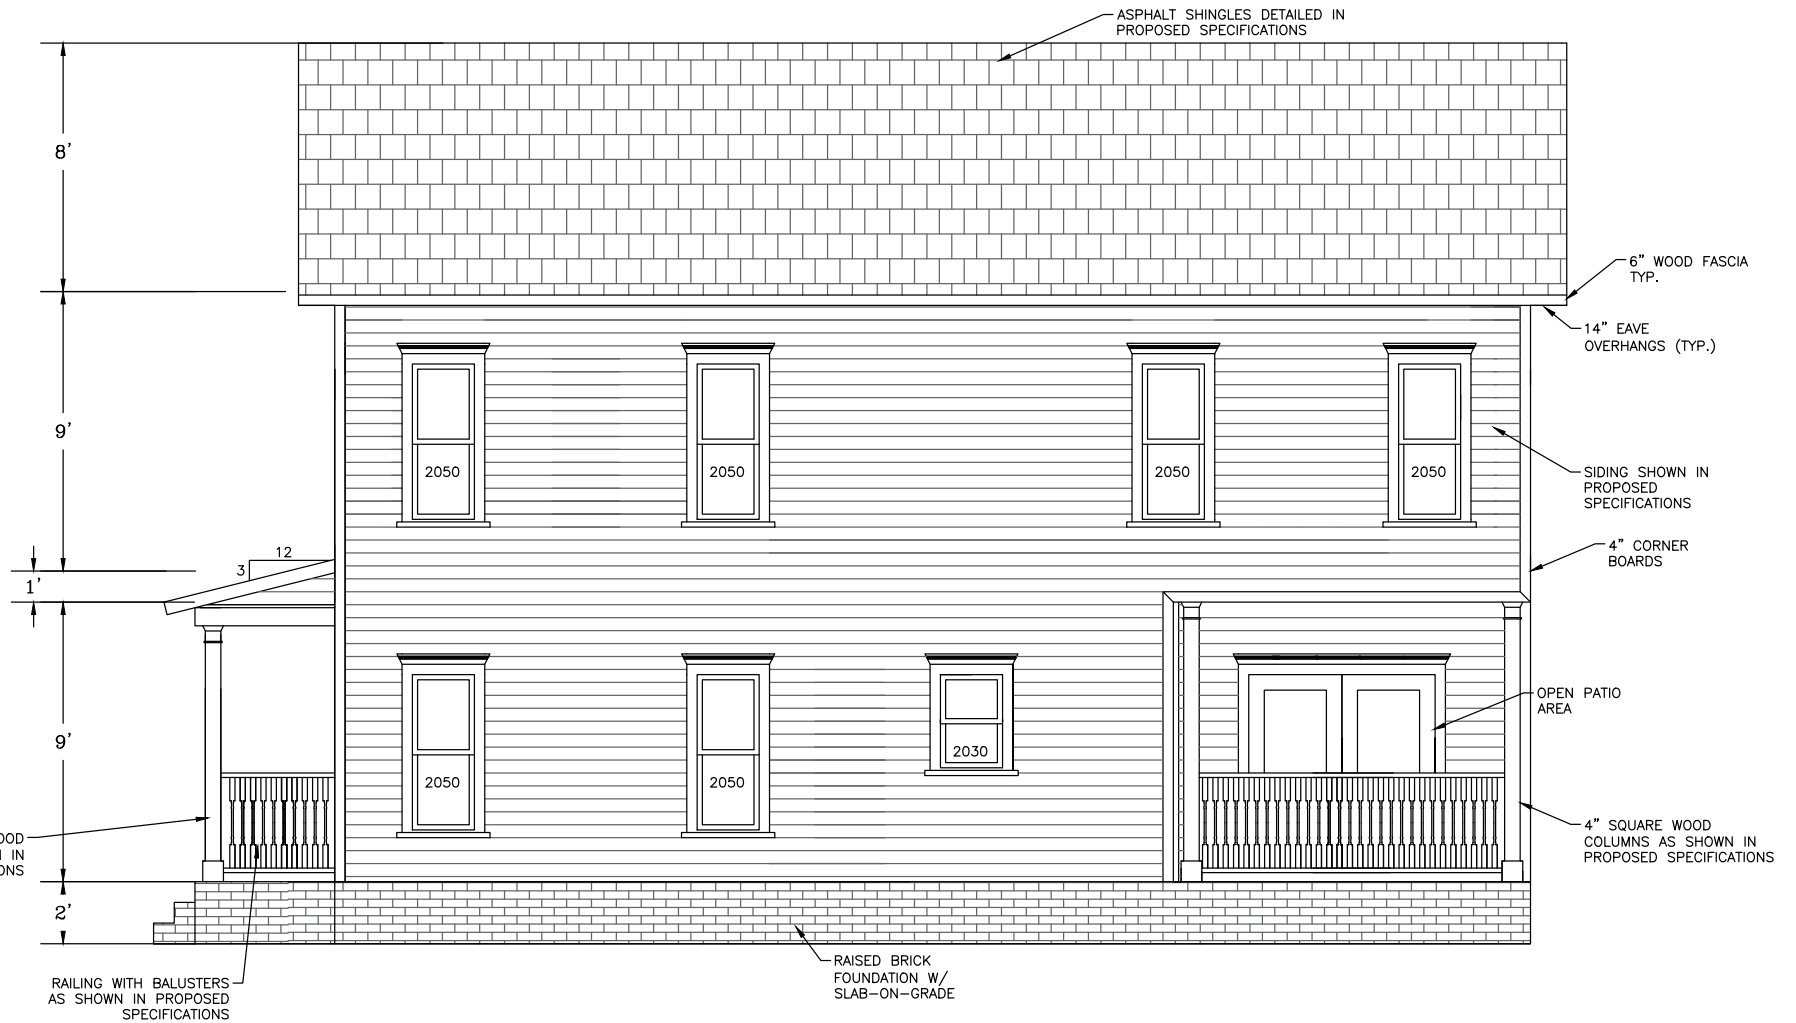 ASPHALT SHINGLES DETAILED IN
PROPOSED SPECIFICATIONS
8'
6" WOOD FASCIA
TYP.
14" EAVE
OVERHANGS (TYP.)
9'
2050
2050
2050
2050
SIDING SHOWN IN
PROPOSED
SPECIFICATIONS
4" CORNER
BOARDS
12
3
1'
OPEN PATIO
AREA
9'
2050
2050
2030
4" SQUARE WOOD
COLUMNS AS SHOWN IN
PROPOSED SPECIFICATIONS
IN
2'
RAISED BRICK
FOUNDATION W/
SLAB-ON-GRADE
RAILING WITH BALUSTERS
AS SHOWN IN PROPOSED
SPECIFICATIONS